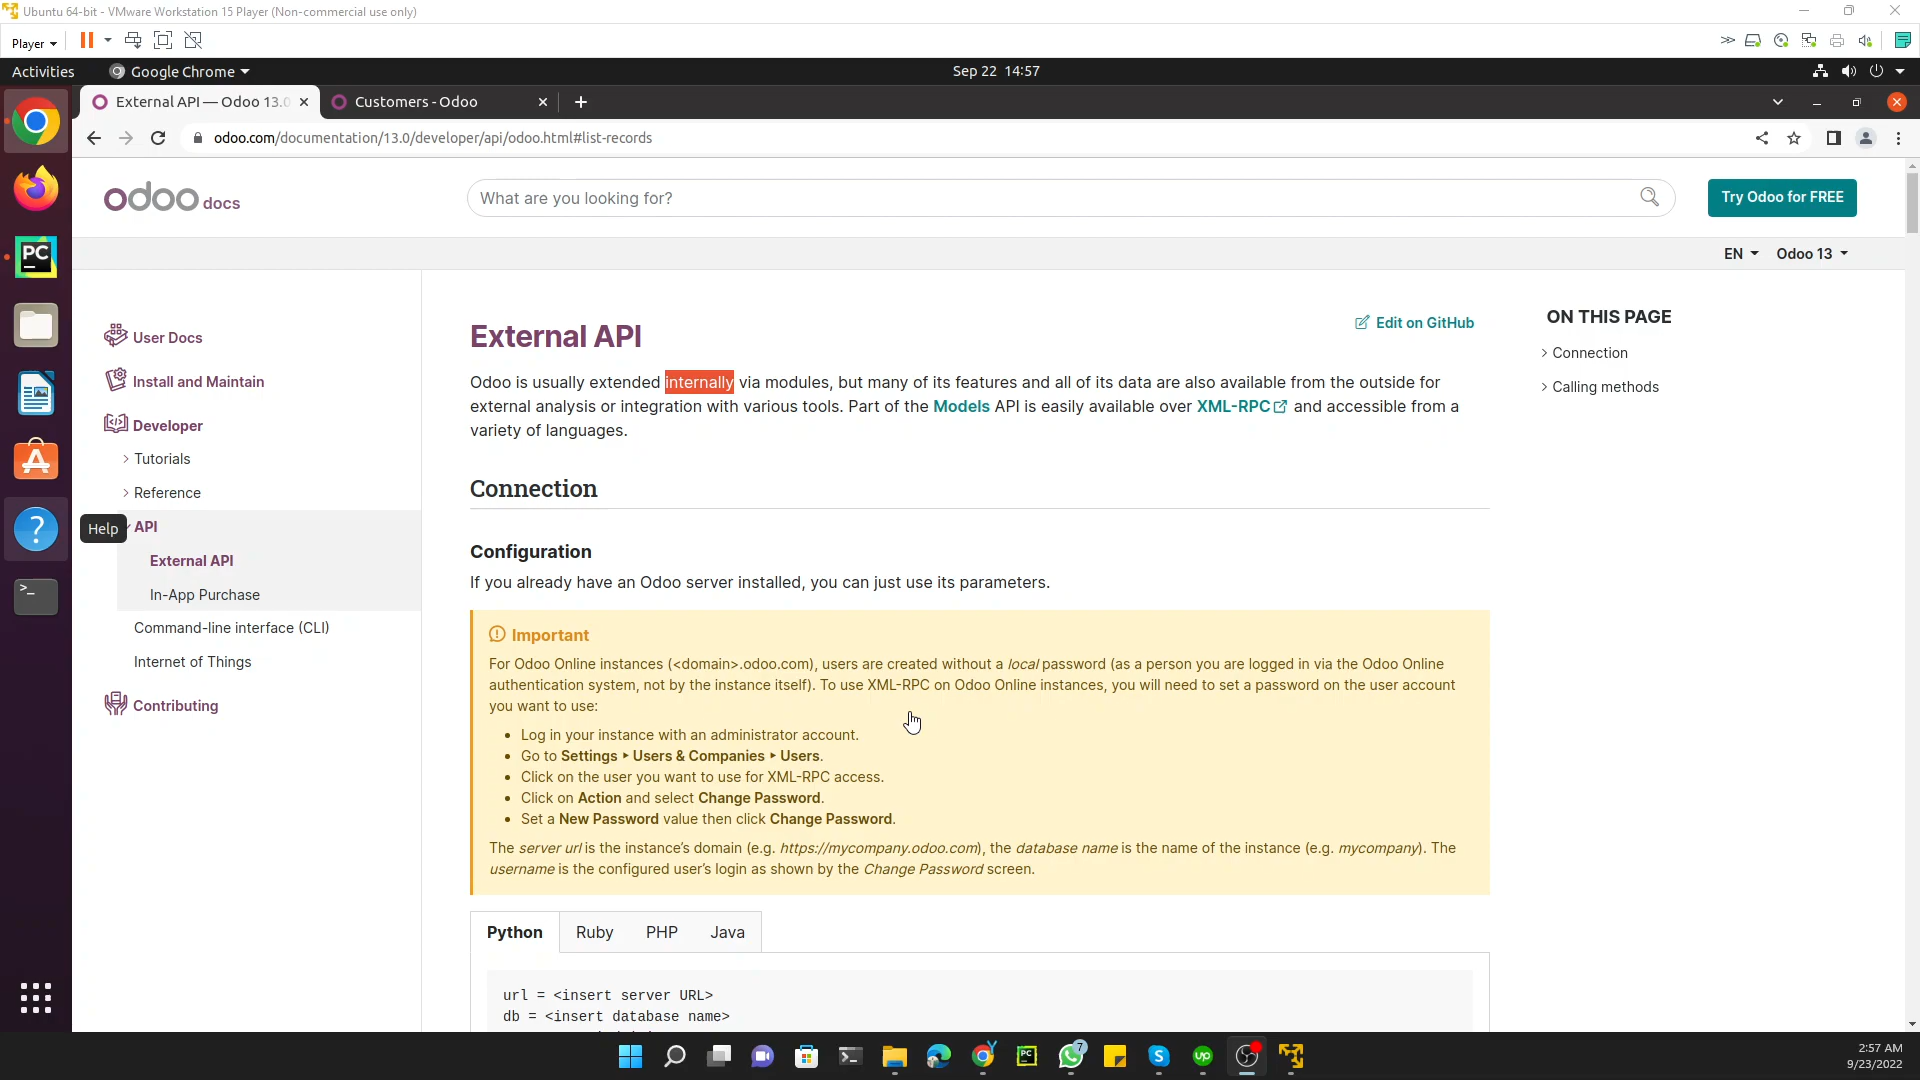 Ubuntu 64-bit - VMware Workstation 15 Player (Non-commercial use only)
Player
Activities
Google Chrome
Sep 22 14:57
External API — Odoo 13.0
Customers - Odoo
odoo.com/documentation/13.0/developer/api/odoo.html#list-records
odoo docs
What are you looking for?
Try Odoo for FREE
EN
Odoo 13
User Docs
Install and Maintain
Developer
Tutorials
Reference
API
External API
In-App Purchase
Command-line interface (CLI)
Internet of Things
Contributing
Help
External API
Edit on GitHub
Odoo is usually extended internally via modules, but many of its features and all of its data are also available from the outside for
external analysis or integration with various tools. Part of the Models API is easily available over XML-RPC and accessible from a
variety of languages.
Connection
Configuration
If you already have an Odoo server installed, you can just use its parameters.
Important
For Odoo Online instances (<domain>.odoo.com), users are created without a local password (as a person you are logged in via the Odoo Online
authentication system, not by the instance itself). To use XML-RPC on Odoo Online instances, you will need to set a password on the user account
you want to use:
• Log in your instance with an administrator account.
• Go to Settings ‣ Users & Companies ‣ Users.
• Click on the user you want to use for XML-RPC access.
• Click on Action and select Change Password.
• Set a New Password value then click Change Password.
The server url is the instance's domain (e.g. https://mycompany.odoo.com), the database name is the name of the instance (e.g. mycompany). The
username is the configured user's login as shown by the Change Password screen.
Python
Ruby
PHP
Java
url = <insert server URL>
db = <insert database name>
ON THIS PAGE
Connection
Calling methods
PC
PC
7
up
2:57 AM
9/23/2022